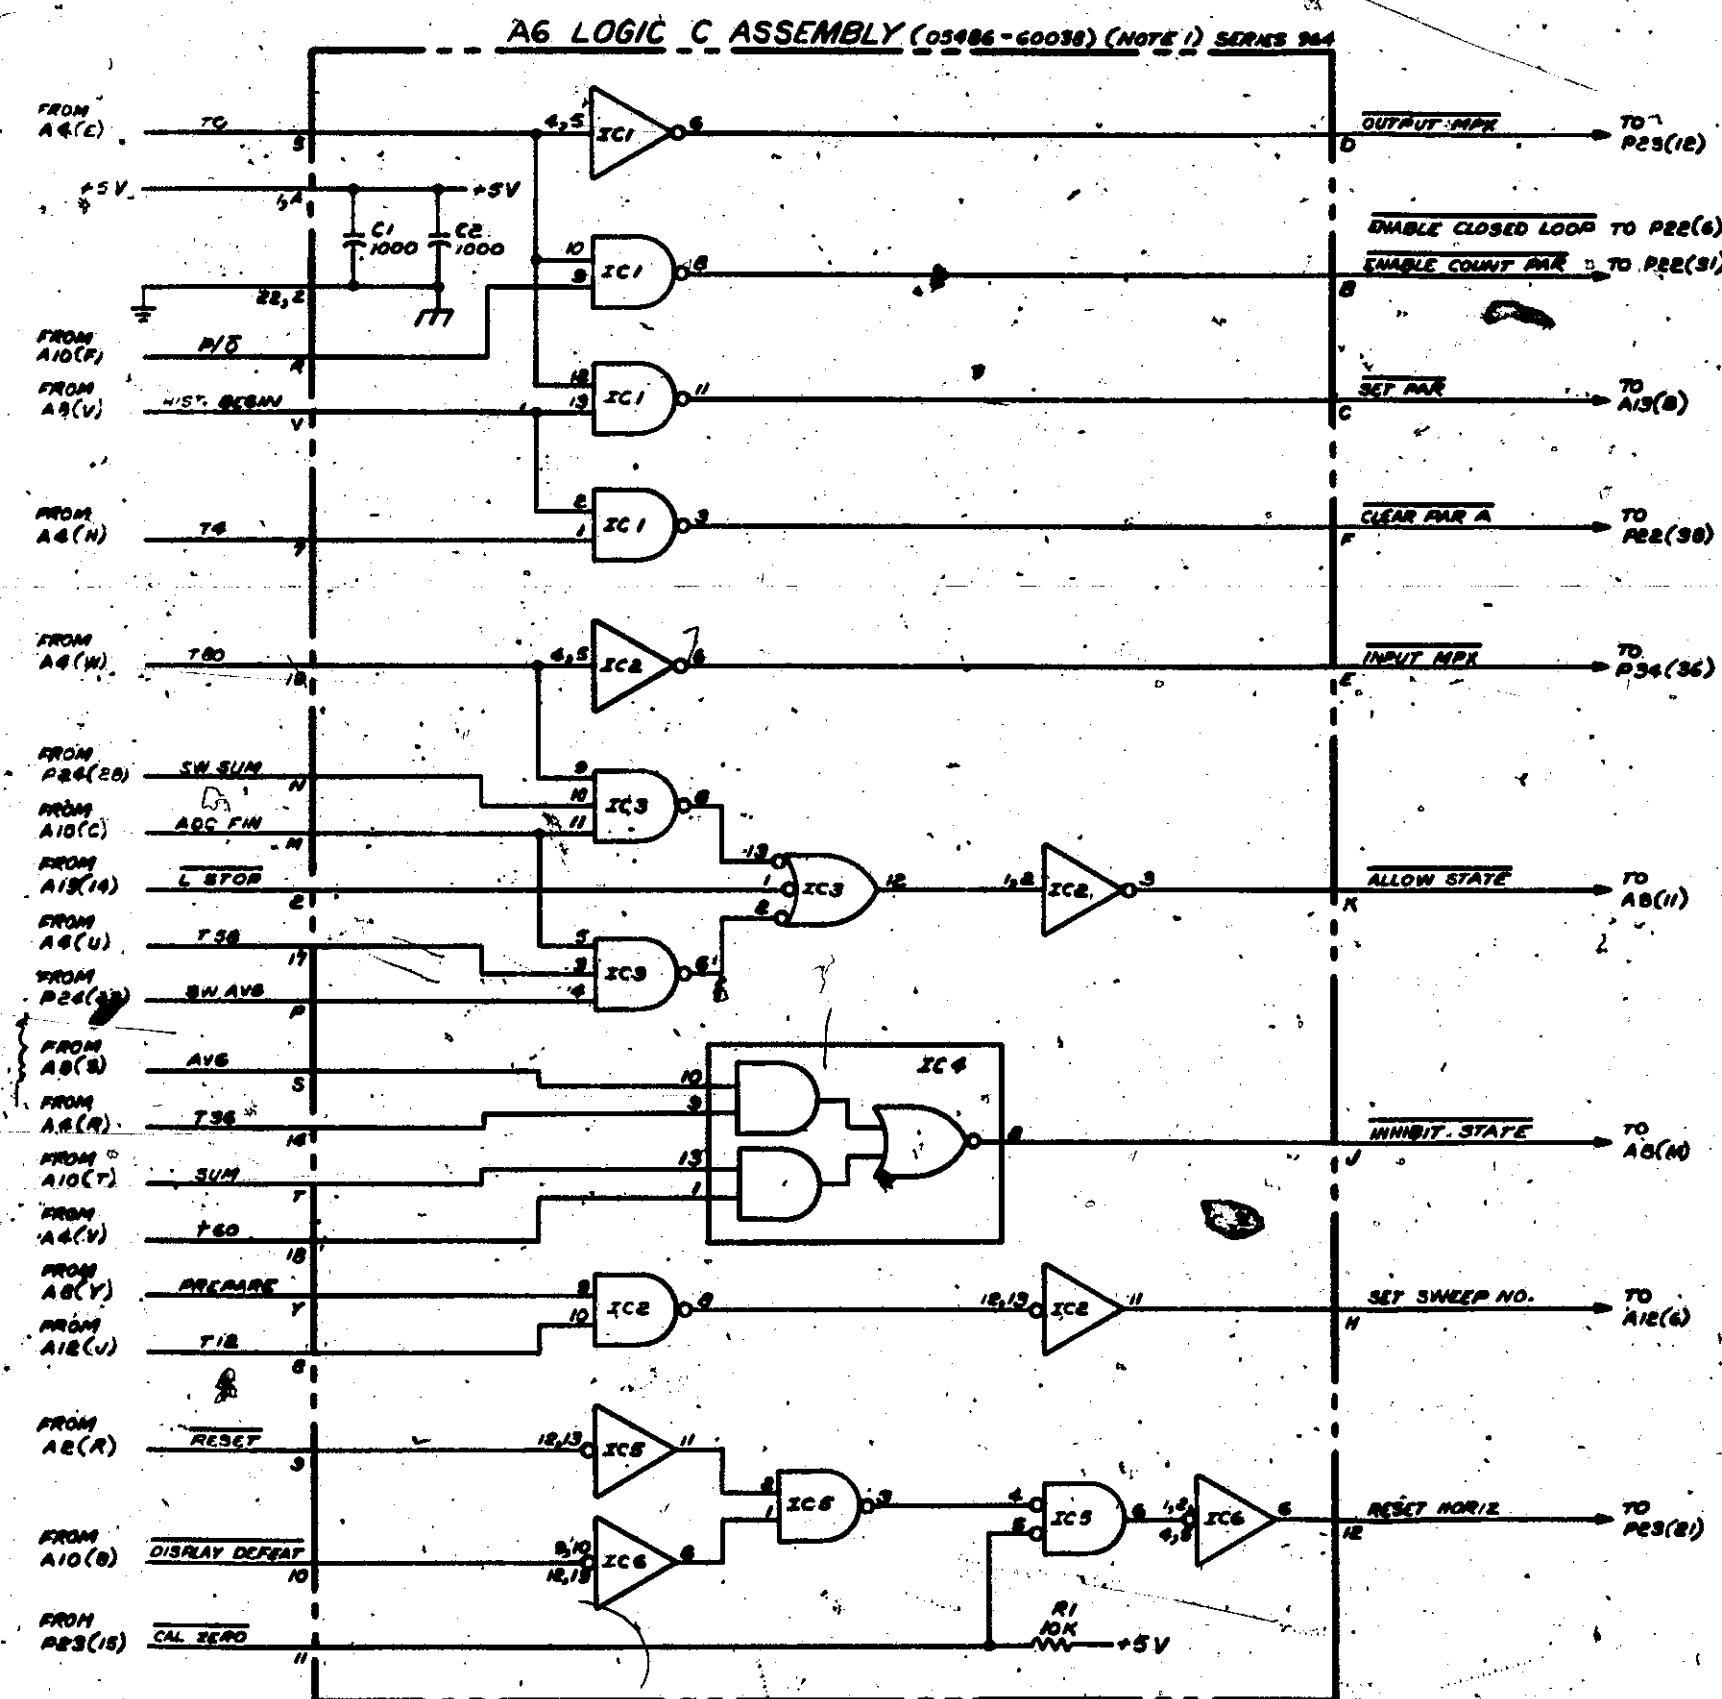 A6 LOGIC C ASSEMBLY (05486-60038) (NOTE 1) SERIES 964
FROM
A4(E)
5
4,5
IC1
6
OUTPUT MPX
D
TO
P23(12)
+5V
1,A
+5V
C1
1000
C2
1000
22,2
10
9
IC1
8
ENABLE CLOSED LOOP TO P22(6)
ENABLE COUNT PAR TO P22(31)
B
FROM
A10(F)
P/O
R
FROM
A8(V)
HIST. BEGIN
V
12
13
IC1
11
SET PAR
C
TO
A13(8)
FROM
A4(H)
T4
7
2
1
IC1
3
CLEAR PAR A
F
TO
P22(38)
FROM
A4(W)
T80
19
4,5
IC2
6
INPUT MPX
E
TO
P34(36)
FROM
P24(28)
SW SUM
N
FROM
A10(C)
ADC FIN
M
9
10
11
IC3
8
FROM
A13(14)
L STOP
2
13
1
2
IC3
12
1,2
IC2
3
ALLOW STATE
K
TO
A8(11)
FROM
A4(U)
T58
17
FROM
SW AVG
P
5
3
4
IC3
6
FROM
A8(S)
AVG
S
10
9
IC4
FROM
A4(R)
T36
14
8
INHIBIT STATE
J
TO
A8(M)
FROM
A10(T)
SUM
T
13
1
FROM
A4(V)
T60
18
FROM
A8(Y)
PREPARE
Y
9
10
IC2
8
12,13
IC2
11
SET SWEEP NO.
H
TO
A12(6)
FROM
A12(J)
T12
8
FROM
A2(R)
RESET
9
12,13
IC5
11
2
1
IC5
3
4
5
IC5
6
1,2,
4,5
IC6
6
RESET HORIZ
12
TO
P23(21)
FROM
A10(8)
DISPLAY DEFEAT
10
9,10
12,13
IC6
8
FROM
P23(15)
CAL ZERO
11
R1
10K
+5V